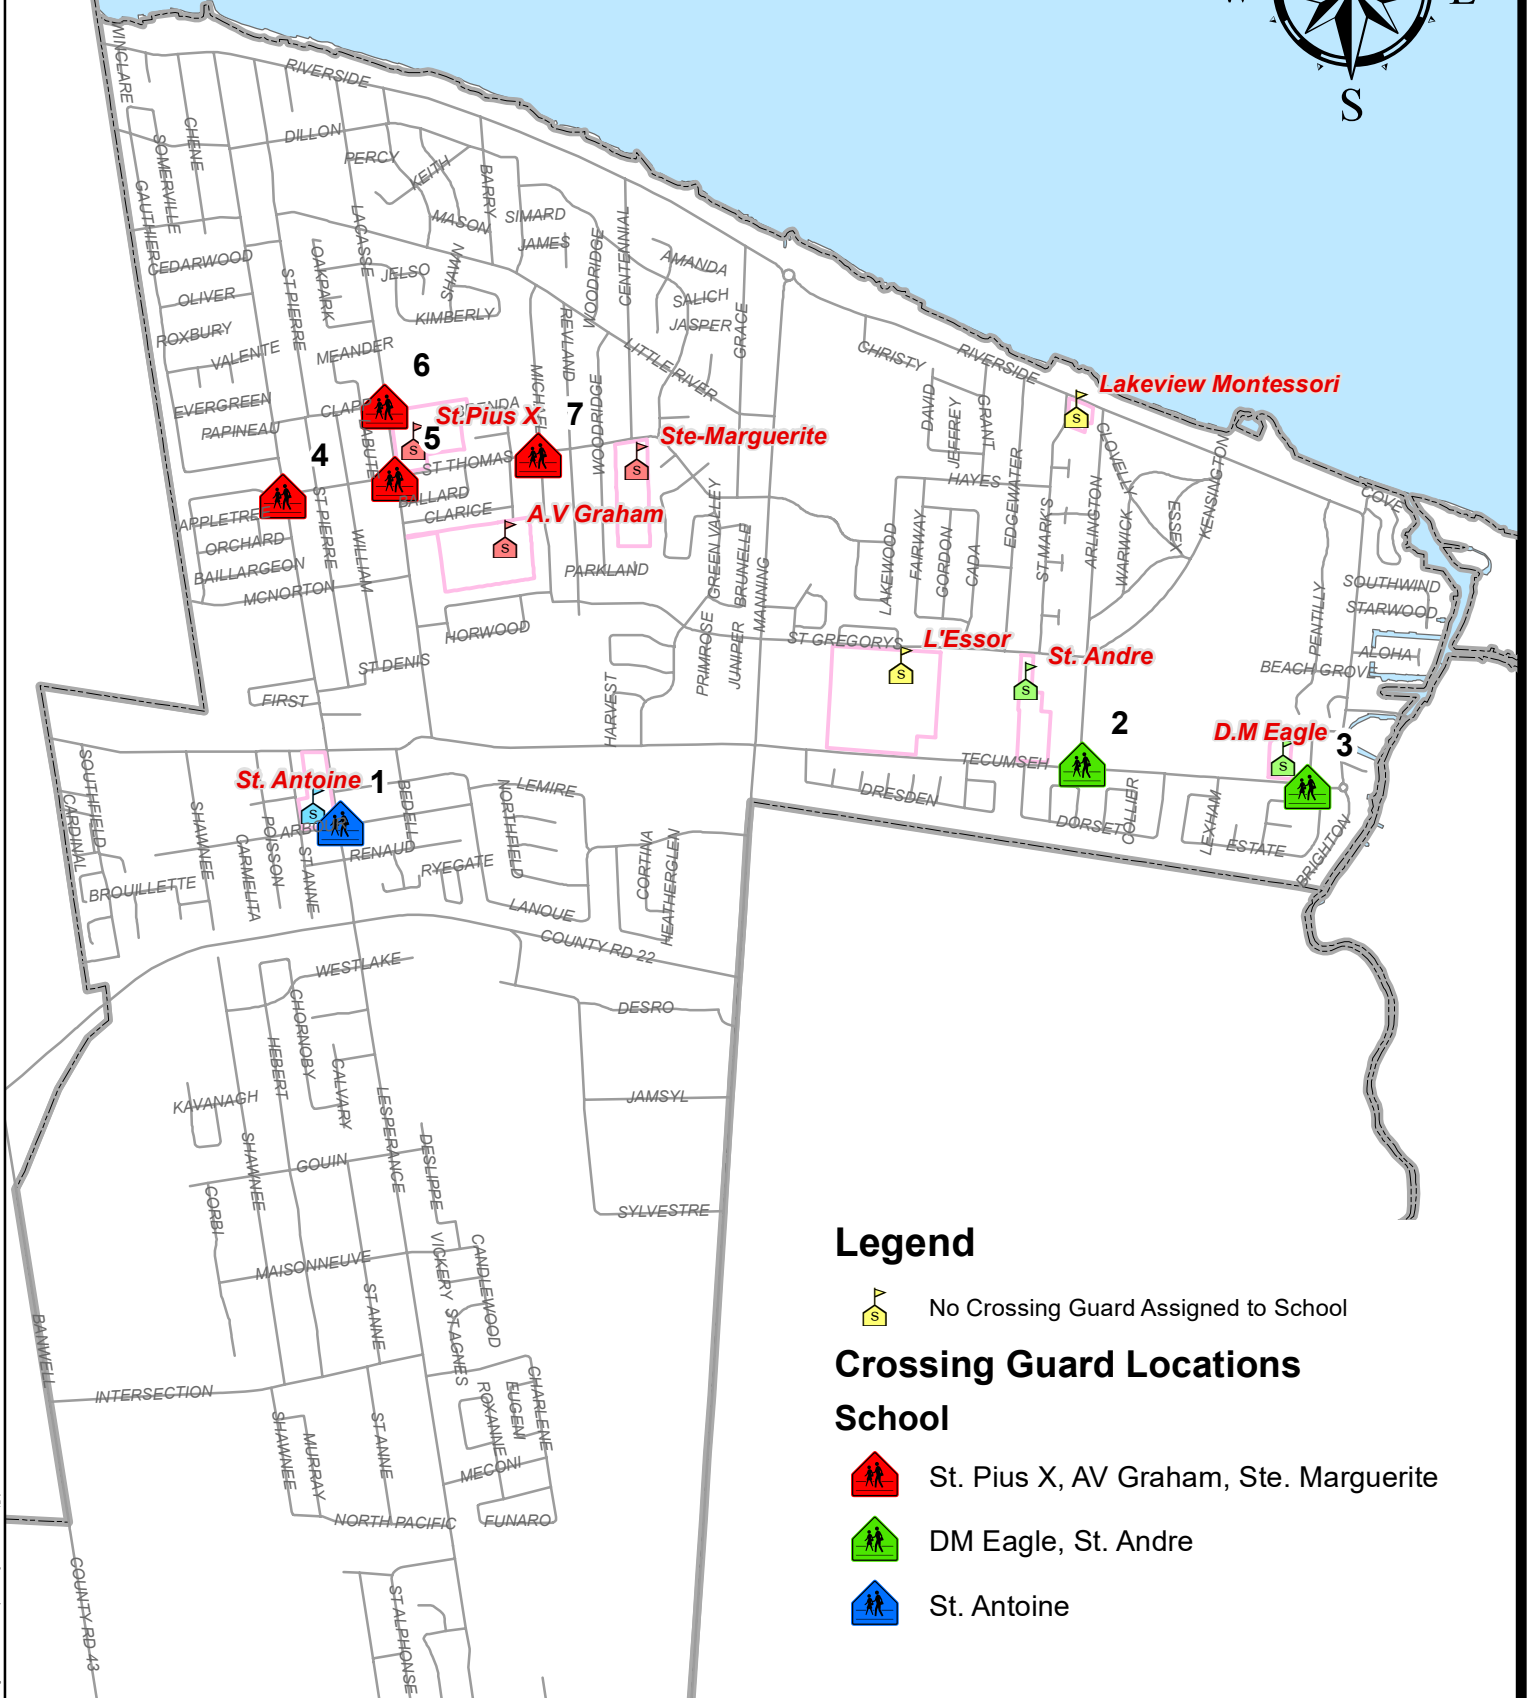 S
WINCLARE
RIVERSIDE
CHENE
SOMERVILLE
GAUTHIER
DILLON
PERCY
KEITH
BARRY
MASON
SIMARD
JAMES
LACASSE
LOAKPARK
ST PIERRE
JELSO
SHAWN
KIMBERLY
CEDARWOOD
OLIVER
ROXBURY
VALENTE
MEANDER
WOODRIDGE
CENTENNIAL
AMANDA
SALICH
JASPER
GRACE
REVLAND
LITTLE RIVER
CHRISTY
RIVERSIDE
Lakeview Montessori
S
6
EVERGREEN
PAPINEAU
CLAPP
St.Pius X
7
WOODRIDGE
Ste-Marguerite
S
5
S
4
LABUTE
ST THOMAS
BALLARD
CLARICE
A.V Graham
S
APPLETREE
ORCHARD
BAILLARGEON
MCNORTON
ST PIERRE
WILLIAM
PARKLAND
HORWOOD
ST DENIS
FIRST
HARVEST
GREEN VALLEY
BRUNELLE
MANNING
PRIMROSE
JUNIPER
DAVID
JEFFREY
GRANT
HAYES
EDGEWATER
ST MARK'S
ARLINGTON
CLOVELLY
WARWICK
ESSEX
KENSINGTON
LAKEWOOD
FAIRWAY
GORDON
CADA
ST GREGORYS
L'Essor
S
St. Andre
S
COVE
SOUTHWIND
STARWOOD
PENTILLY
ALOHA
BEACH GROVE
D.M Eagle
S
3
2
TECUMSEH
DRESDEN
DORSET
COLLIER
LEXHAM
ESTATE
BRIGHTON
St. Antoine
1
S
SOUTHFIELD
CARDINAL
SHAWNEE
CARMELITA
POISSON
ST ANNE
BEDELL
RENAUD
RYEGATE
NORTHFIELD
LEMIRE
LANOUE
CORTINA
HEATHERGLEN
BROUILLETTE
COUNTY RD 22
WESTLAKE
CHORNOBY
HEBERT
CALVARY
DESRO
KAVANAGH
JAMSYL
LESPERANCE
SHAWNEE
GOUIN
DESLIPPE
CORBI
SYLVESTRE
MAISONNEUVE
VICKERY
CANDLEWOOD
ST ANNE
ST AGNES
BANWELL
INTERSECTION
SHAWNEE
MURRAY
ST ANNE
ROXANNE
EUGENI
CHARLENE
MECONI
NORTH PACIFIC
FUNARO
COUNTY RD 43
ST ALPHONSE
Legend
S
No Crossing Guard Assigned to School
Crossing Guard Locations
School
St. Pius X, AV Graham, Ste. Marguerite
DM Eagle, St. Andre
St. Antoine